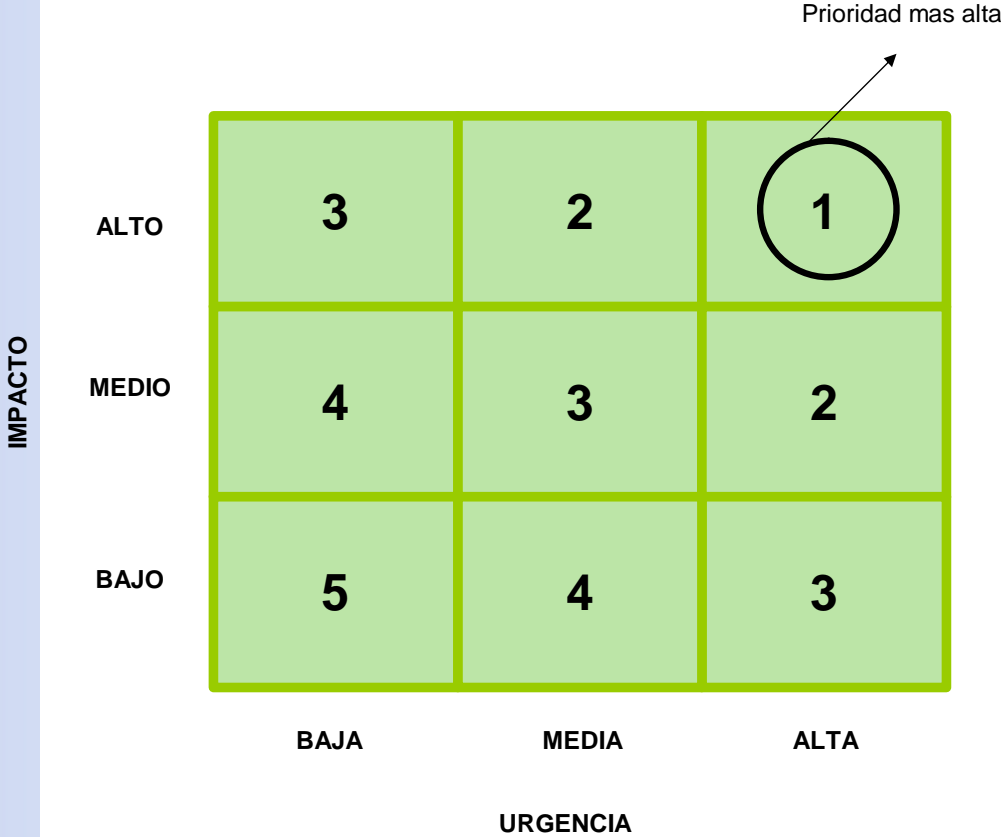 Prioridad mas alta
ALTO 3 2 1
IMPACTO
MEDIO 4 3 2
BAJO 5 4 3
BAJA MEDIA ALTA
URGENCIA